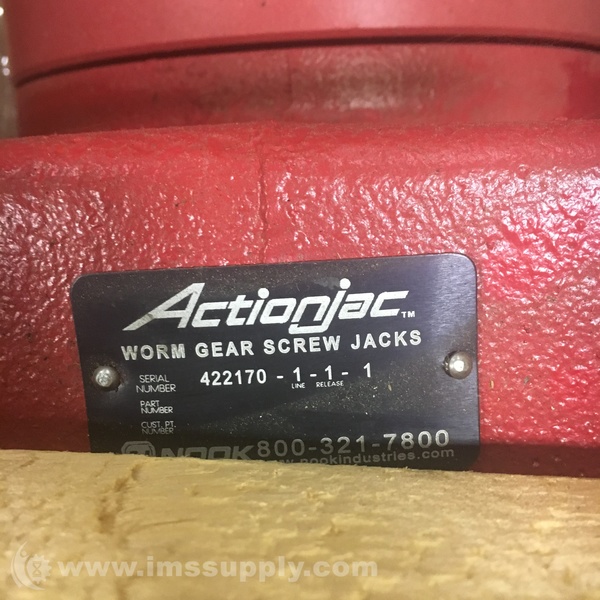 Actionjac™
WORM GEAR SCREW JACKS
SERIAL NUMBER 422170 - 1 - 1 - 1
LINE RELEASE
PART NUMBER
CUST. PT. NUMBER
NOOK 800-321-7800
www.nookindustries.com
www.imssupply.com